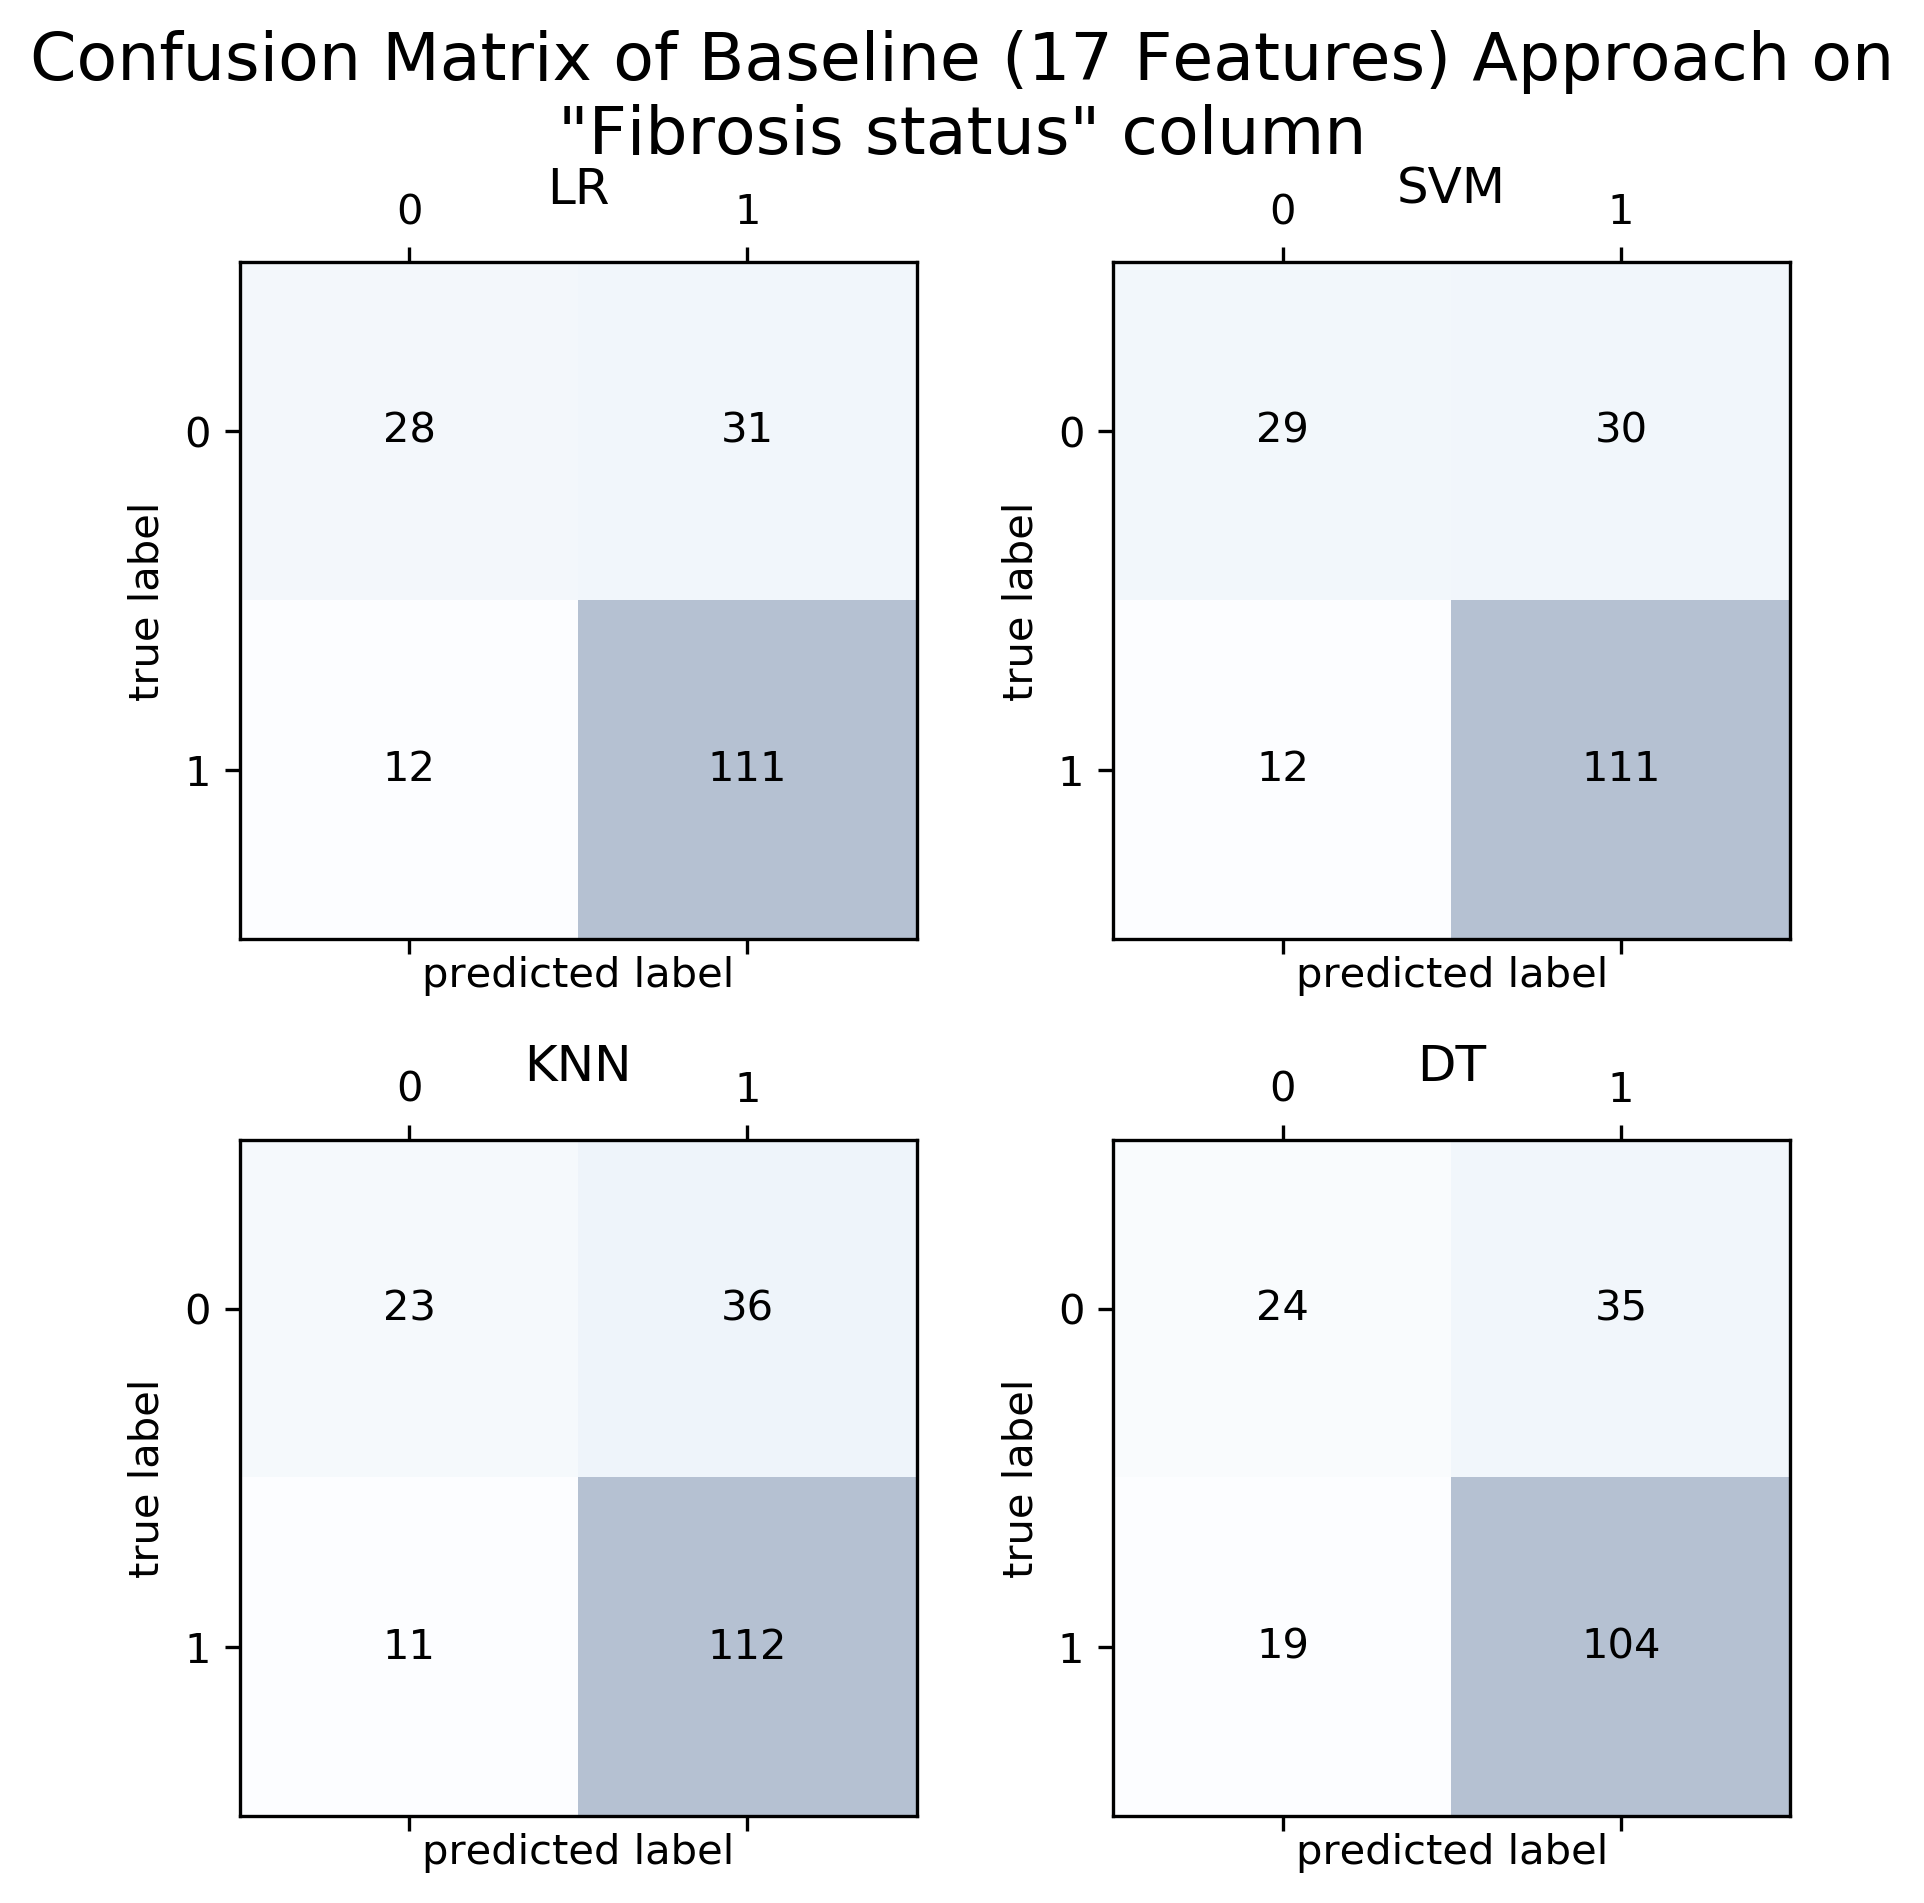 Confusion Matrix of Baseline (17 Features) Approach on
"Fibrosis status" column
LR
0 1
0 28 31
true label
1 12 111
predicted label
SVM
0 1
0 29 30
true label
1 12 111
predicted label
KNN
0 1
0 23 36
true label
1 11 112
predicted label
DT
0 1
0 24 35
true label
1 19 104
predicted label